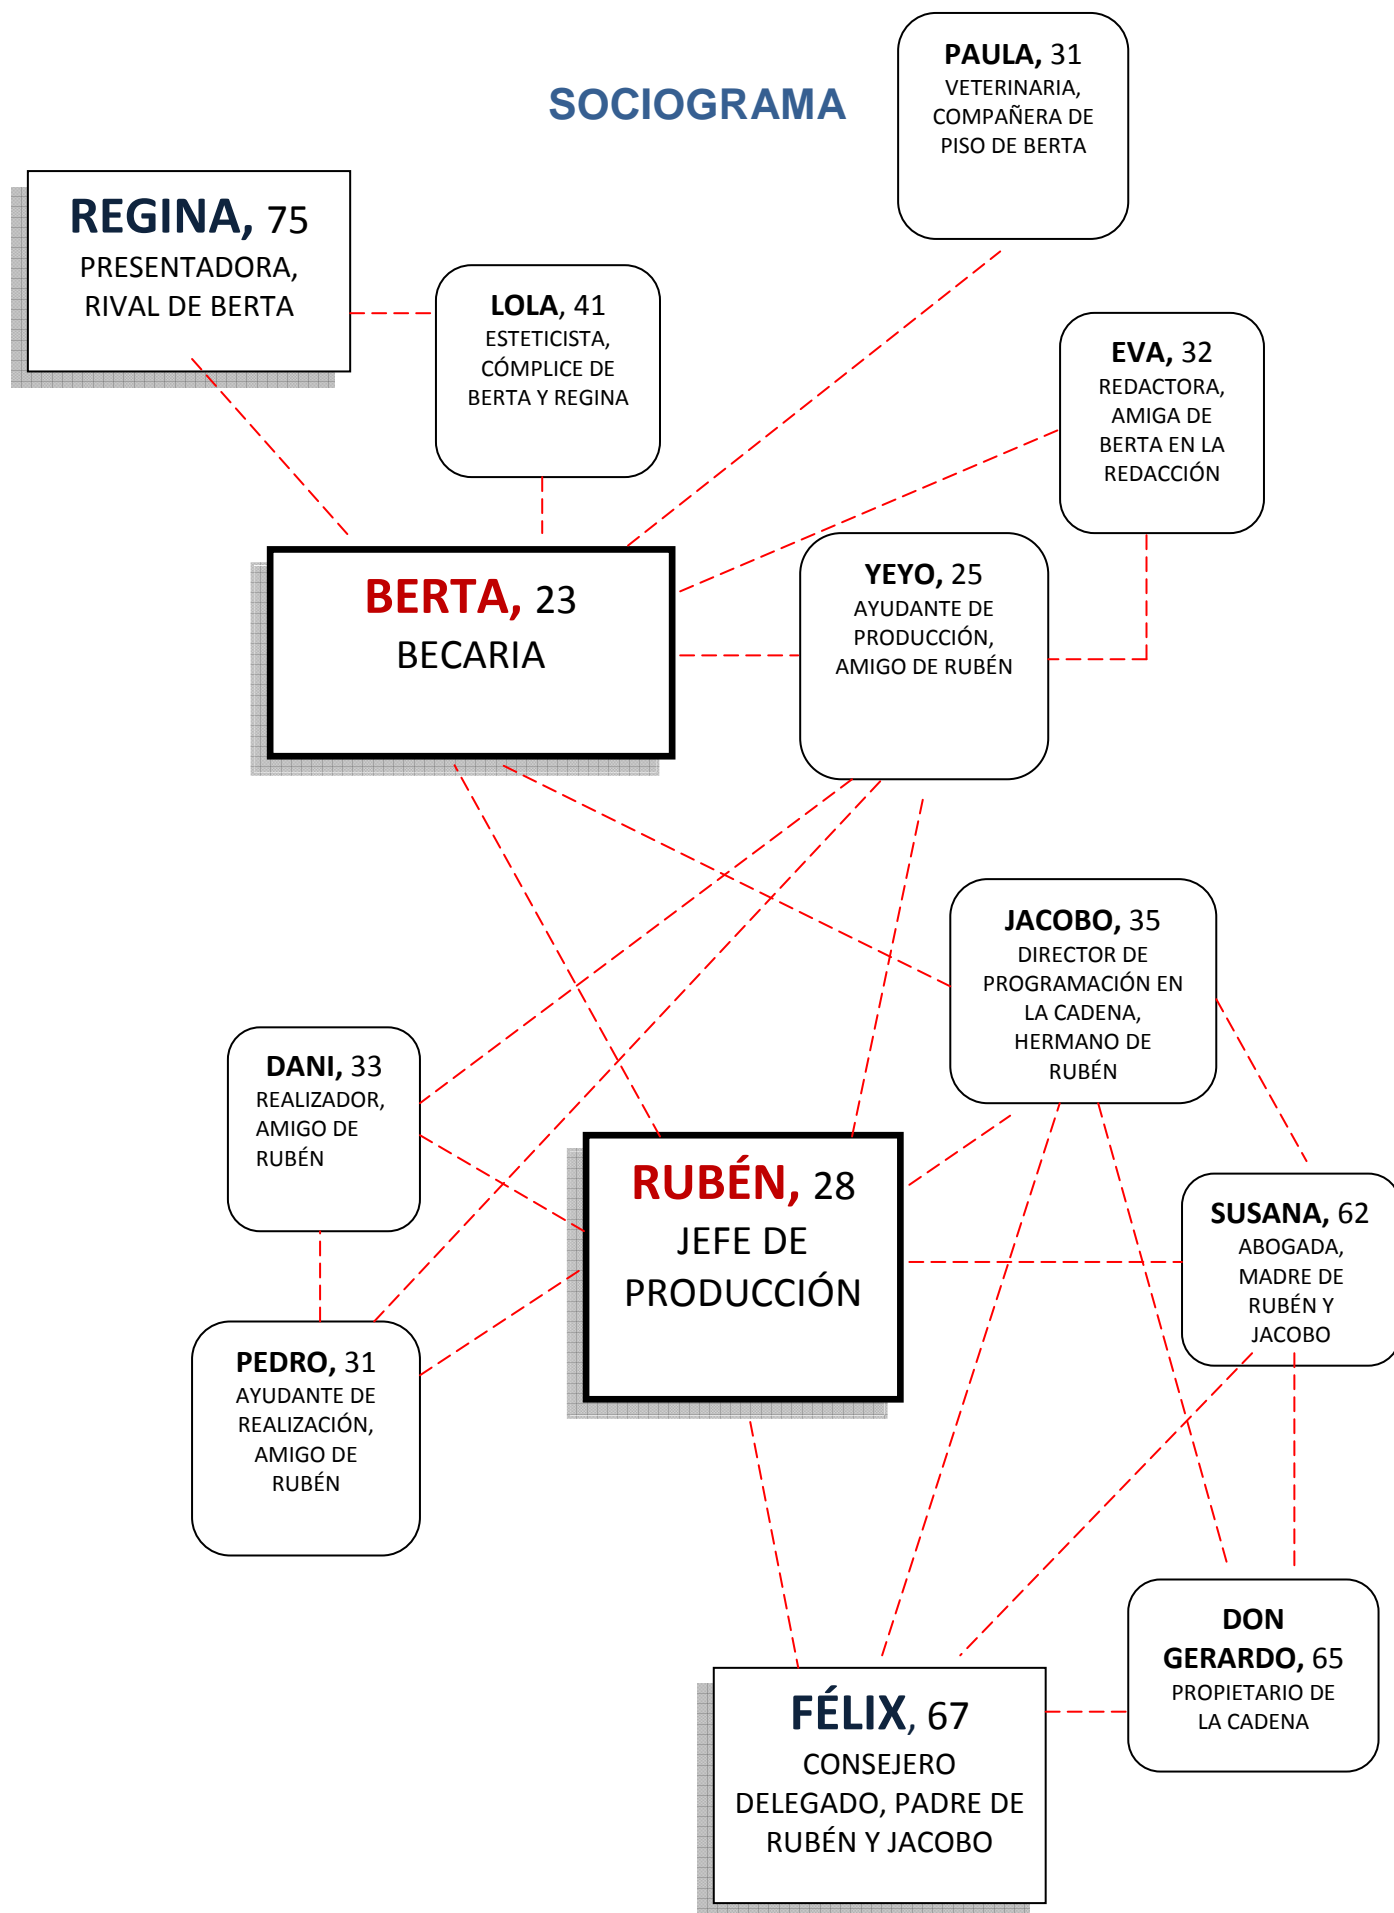 SOCIOGRAMA
PAULA, 31
VETERINARIA,
COMPAÑERA DE
PISO DE BERTA
REGINA, 75
PRESENTADORA,
RIVAL DE BERTA
LOLA, 41
ESTETICISTA,
CÓMPLICE DE
BERTA Y REGINA
EVA, 32
REDACTORA,
AMIGA DE
BERTA EN LA
REDACCIÓN
BERTA, 23
BECARIA
YEYO, 25
AYUDANTE DE
PRODUCCIÓN,
AMIGO DE RUBÉN
JACOBO, 35
DIRECTOR DE
PROGRAMACIÓN EN
LA CADENA,
HERMANO DE
RUBÉN
DANI, 33
REALIZADOR,
AMIGO DE
RUBÉN
RUBÉN, 28
JEFE DE
PRODUCCIÓN
SUSANA, 62
ABOGADA,
MADRE DE
RUBÉN Y
JACOBO
PEDRO, 31
AYUDANTE DE
REALIZACIÓN,
AMIGO DE
RUBÉN
DON
GERARDO, 65
PROPIETARIO DE
LA CADENA
FÉLIX, 67
CONSEJERO
DELEGADO, PADRE DE
RUBÉN Y JACOBO